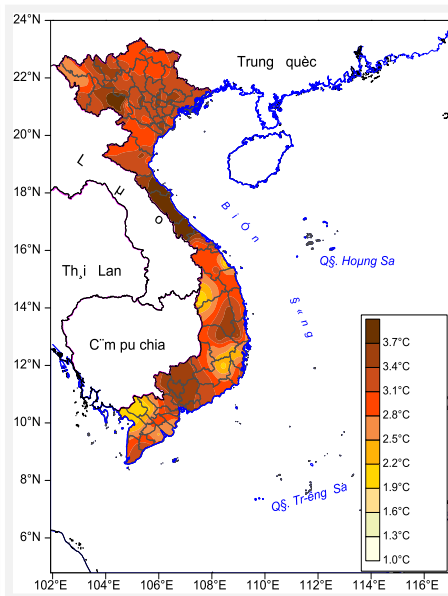 24°N
22°N
20°N
18°N
16°N
14°N
12°N
10°N
8°N
6°N
Trung quèc
L µ o
B i Ó n
Q§. Hoµng Sa
Th¸i Lan
§ « n g
C¨m pu chia
Q§. Tr-êng Sa
3.7°C
3.4°C
3.1°C
2.8°C
2.5°C
2.2°C
1.9°C
1.6°C
1.3°C
1.0°C
102°E 104°E 106°E 108°E 110°E 112°E 114°E 116°E